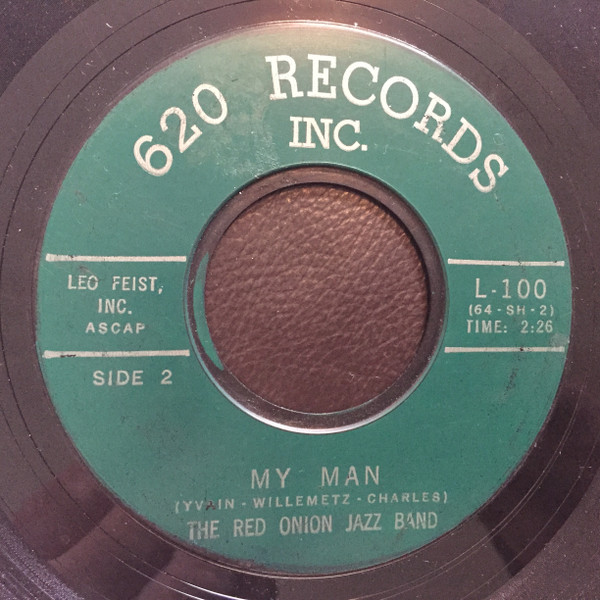 620 RECORDS
INC.
LEO FEIST,
INC.
ASCAP
SIDE 2
L-100
(64-SH-2)
TIME: 2:26
MY MAN
(YVAIN - WILLEMETZ - CHARLES)
THE RED ONION JAZZ BAND